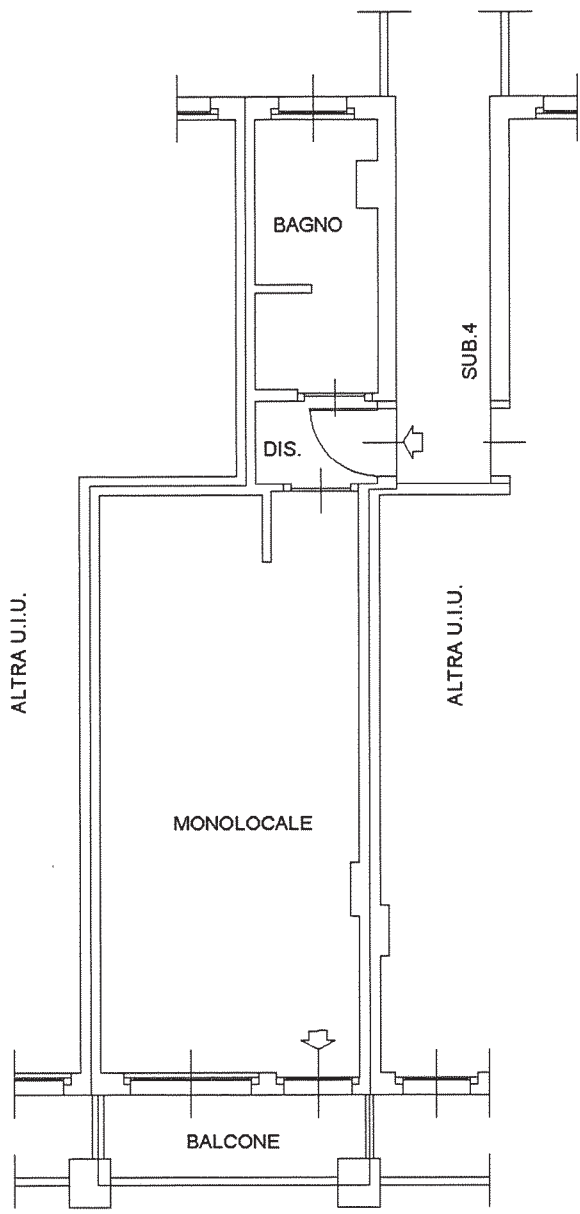 BAGNO
SUB.4
DIS.
ALTRA U.I.U.
ALTRA U.I.U.
MONOLOCALE
BALCONE